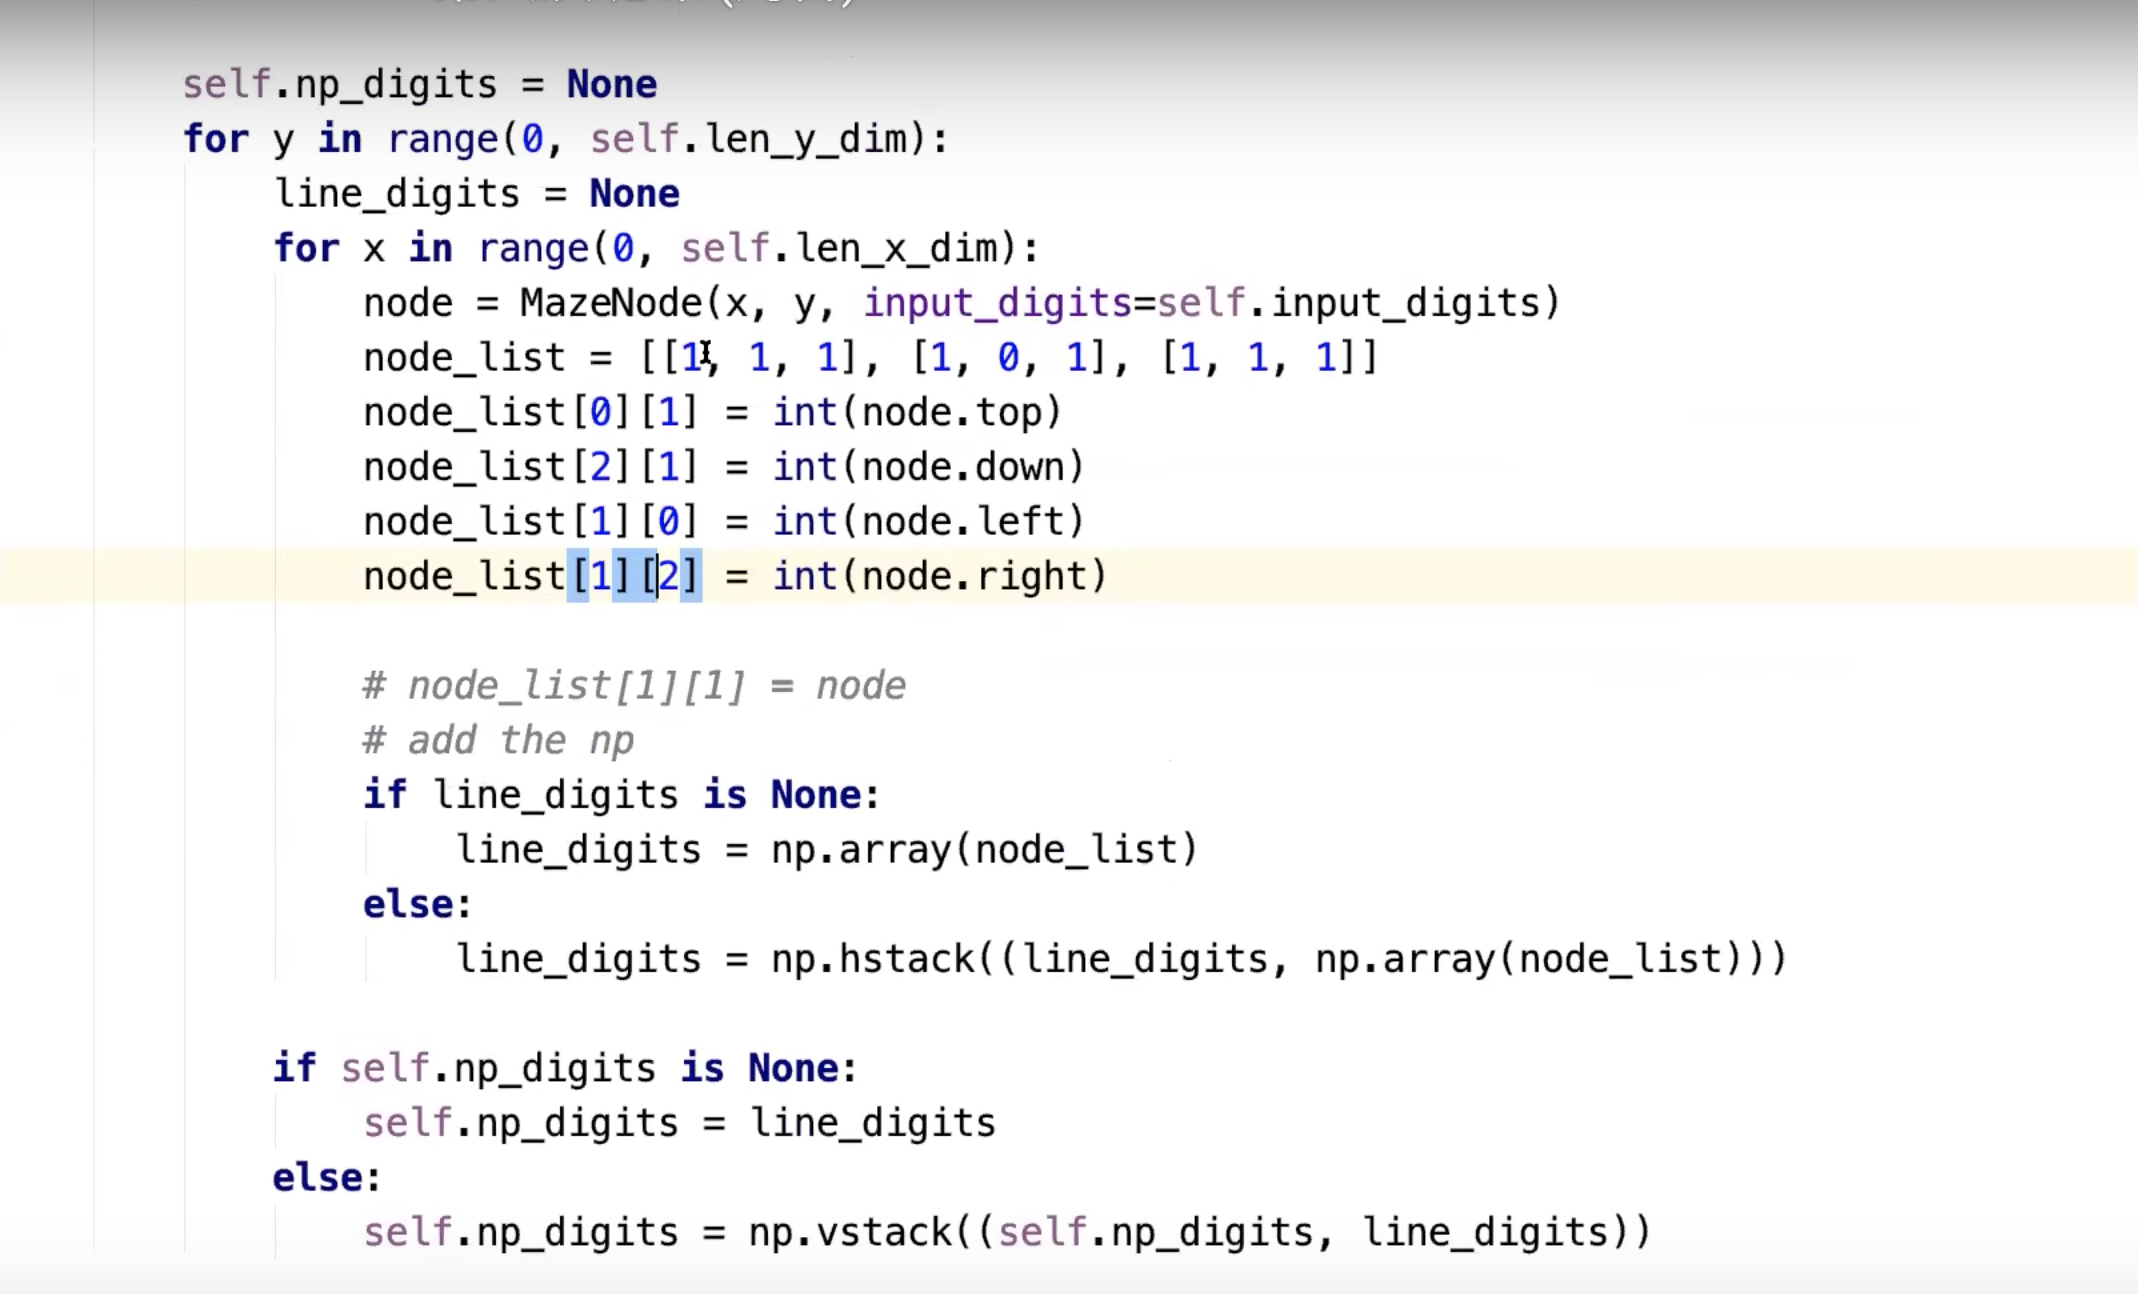 self.np_digits = None
for y in range(0, self.len_y_dim):
    line_digits = None
    for x in range(0, self.len_x_dim):
        node = MazeNode(x, y, input_digits=self.input_digits)
        node_list = [[1, 1, 1], [1, 0, 1], [1, 1, 1]]
        node_list[0][1] = int(node.top)
        node_list[2][1] = int(node.down)
        node_list[1][0] = int(node.left)
        node_list[1][2] = int(node.right)
        # node_list[1][1] = node
        # add the np
        if line_digits is None:
            line_digits = np.array(node_list)
        else:
            line_digits = np.hstack((line_digits, np.array(node_list)))
    if self.np_digits is None:
        self.np_digits = line_digits
    else:
        self.np_digits = np.vstack((self.np_digits, line_digits))